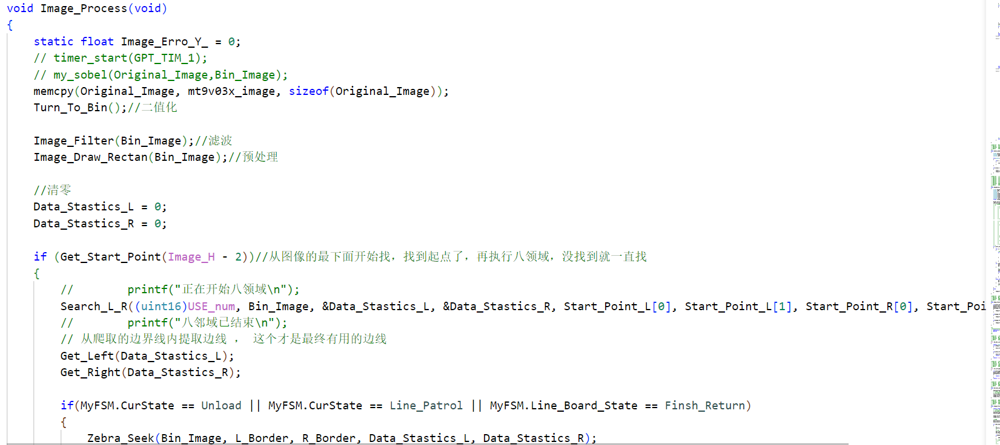 void Image_Process(void)
{
static float Image_Erro_Y_ = 0;
// timer_start(GPT_TIM_1);
// my_sobel(Original_Image,Bin_Image);
memcpy(Original_Image, mt9v03x_image, sizeof(Original_Image));
Turn_To_Bin();//二值化
Image_Filter(Bin_Image);//滤波
Image_Draw_Rectan(Bin_Image);//预处理
//清零
Data_Stastics_L = 0;
Data_Stastics_R = 0;
if (Get_Start_Point(Image_H - 2))//从图像的最下面开始找，找到起点了，再执行八领域，没找到就一直找
{
// printf("正在开始八领域\n");
Search_L_R((uint16)USE_num, Bin_Image, &Data_Stastics_L, &Data_Stastics_R, Start_Point_L[0], Start_Point_L[1], Start_Point_R[0], Start_Poi
// printf("八邻域已结束\n");
// 从爬取的边界线内提取边线 ， 这个才是最终有用的边线
Get_Left(Data_Stastics_L);
Get_Right(Data_Stastics_R);
if(MyFSM.CurState == Unload || MyFSM.CurState == Line_Patrol || MyFSM.Line_Board_State == Finsh_Return)
{
Zebra_Seek(Bin_Image, L_Border, R_Border, Data_Stastics_L, Data_Stastics_R);